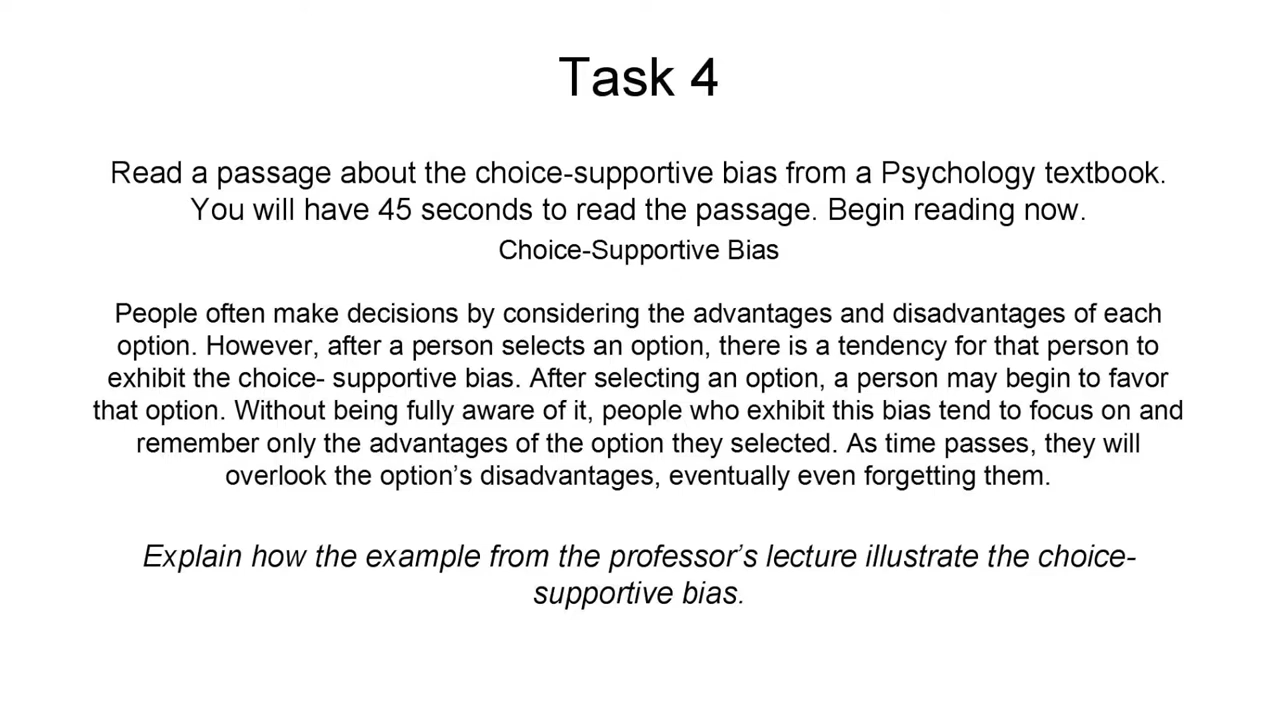 Task 4
Read a passage about the choice-supportive bias from a Psychology textbook.
You will have 45 seconds to read the passage. Begin reading now.
Choice-Supportive Bias
People often make decisions by considering the advantages and disadvantages of each
option. However, after a person selects an option, there is a tendency for that person to
exhibit the choice- supportive bias. After selecting an option, a person may begin to favor
that option. Without being fully aware of it, people who exhibit this bias tend to focus on and
remember only the advantages of the option they selected. As time passes, they will
overlook the option’s disadvantages, eventually even forgetting them.
Explain how the example from the professor’s lecture illustrate the choice-
supportive bias.